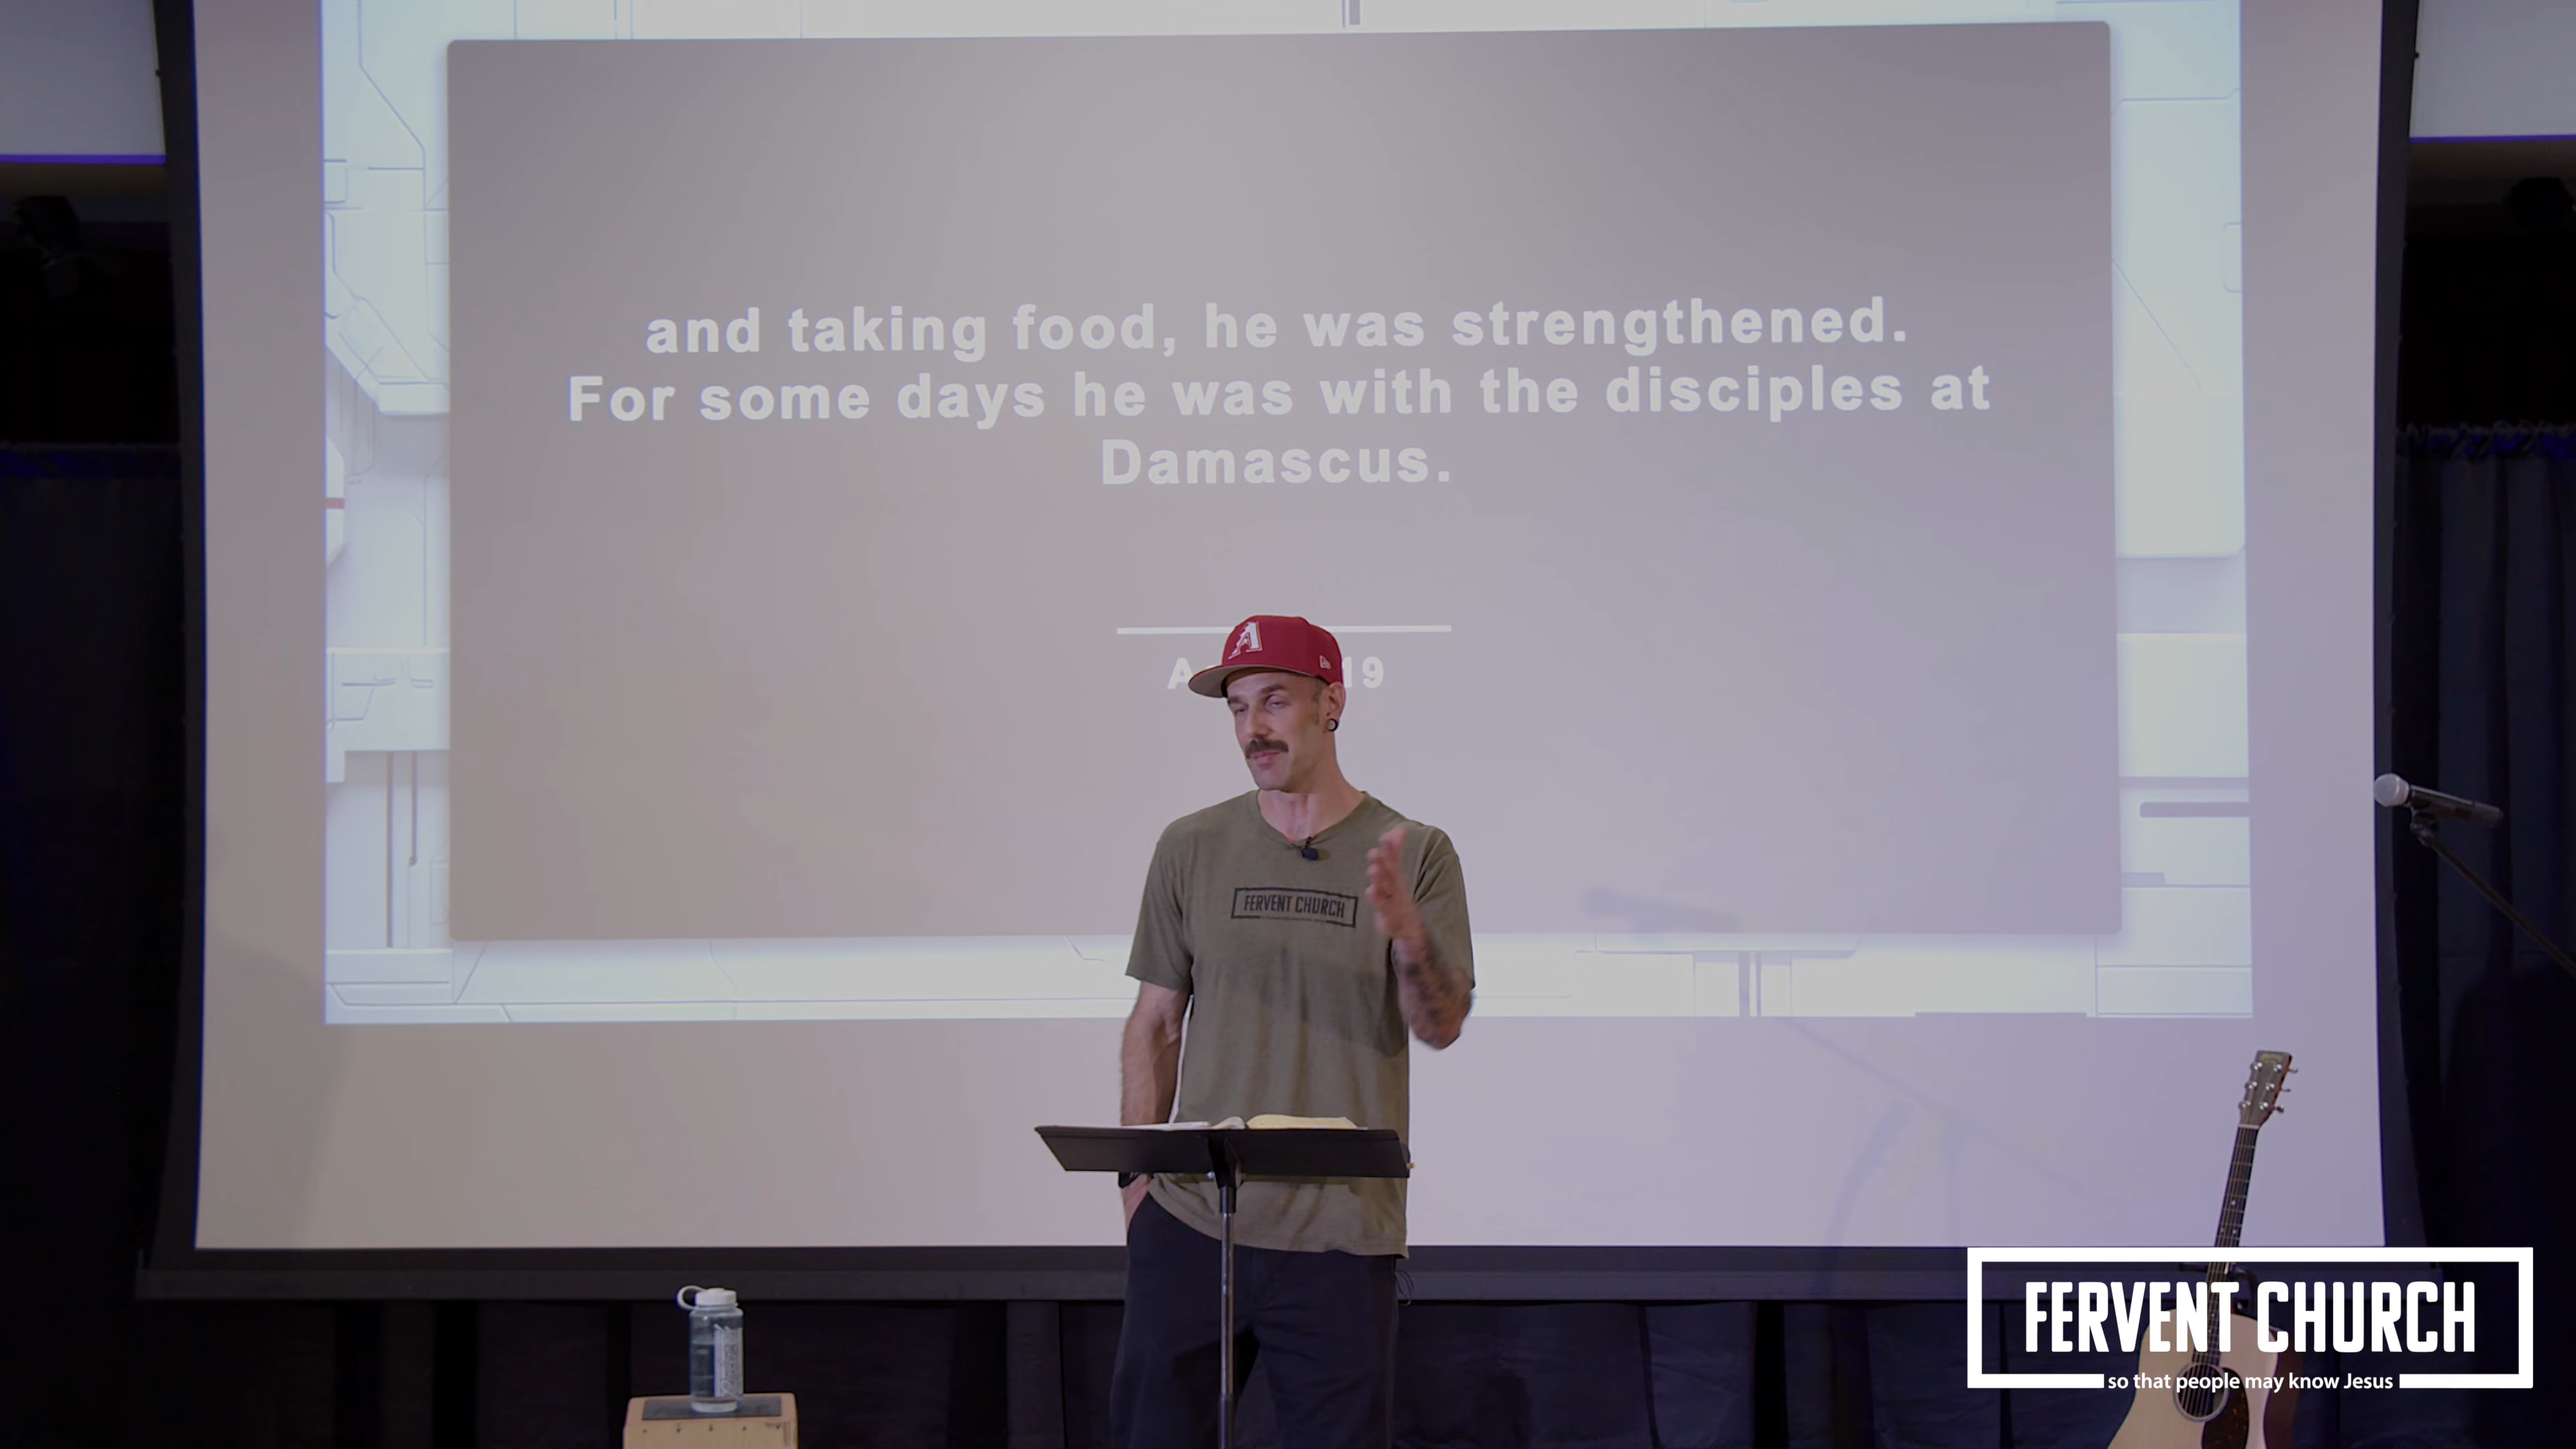 and taking food, he was strengthened.
For some days he was with the disciples at
Damascus.
19
A
FERVENT CHURCH
FERVENT CHURCH
so that people may know Jesus